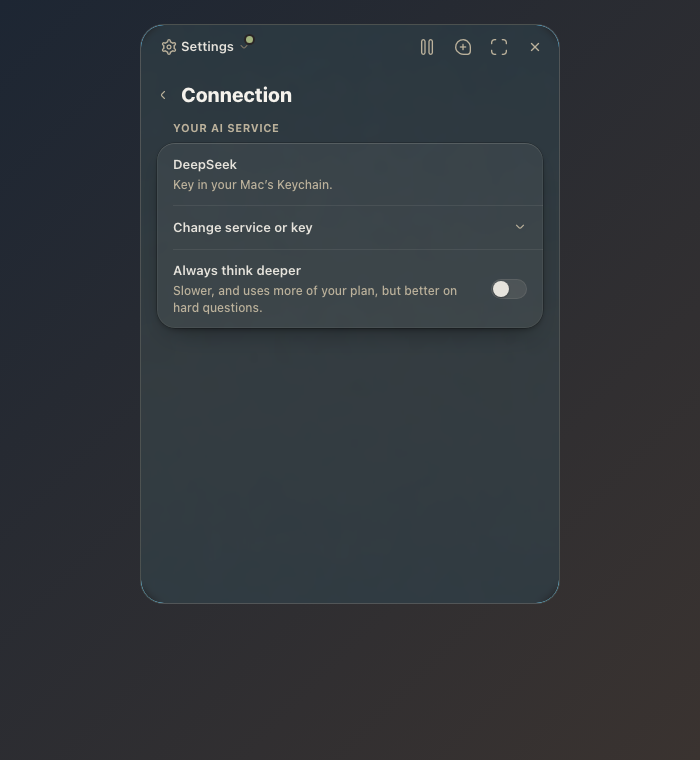 Settings
Connection
YOUR AI SERVICE
DeepSeek
Key in your Mac's Keychain.
Change service or key
Always think deeper
Slower, and uses more of your plan, but better on
hard questions.